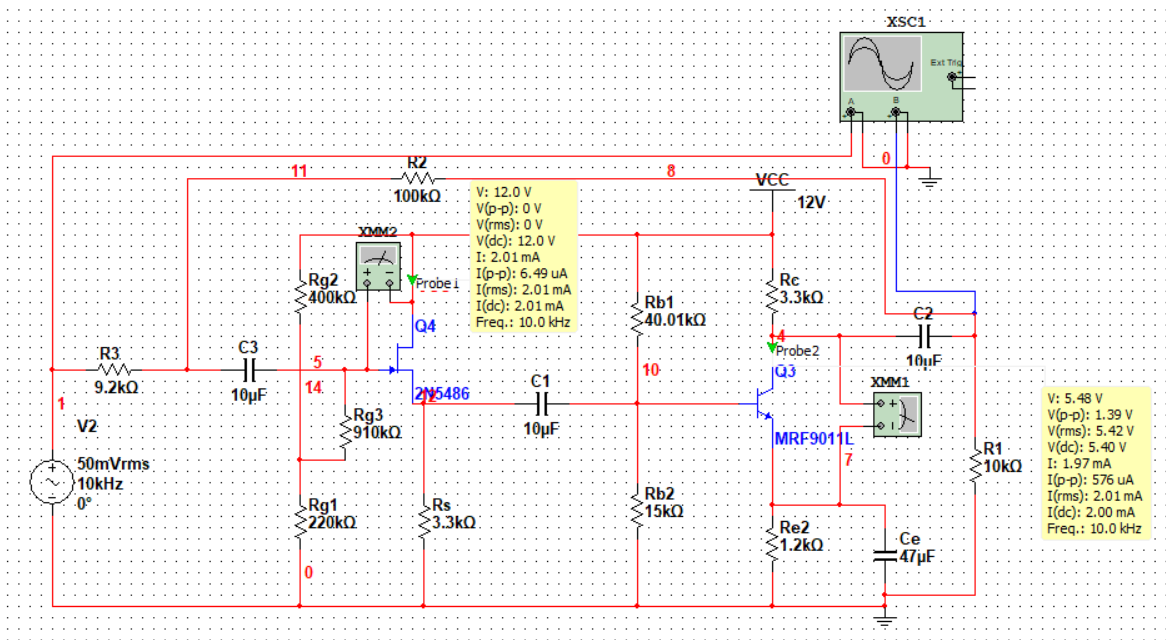 XSC1
Ext Trig
+
A
B
+
+
0
11
R2
8
100kΩ
VCC
12V
V: 12.0 V
V(p-p): 0 V
V(rms): 0 V
V(dc): 12.0 V
I: 2.01 mA
I(p-p): 6.49 uA
I(rms): 2.01 mA
I(dc): 2.01 mA
Freq.: 10.0 kHz
XMM2
Probe1
Rg2
400kΩ
Rc
3.3kΩ
Rb1
40.01kΩ
Q4
C2
10µF
4
Probe2
R3
9.2kΩ
C3
10µF
5
14
2N5486
12
C1
10µF
10
Q3
MRF9011L
XMM1
7
1
V2
50mVrms
10kHz
0°
Rg3
910kΩ
R1
10kΩ
V: 5.48 V
V(p-p): 1.39 V
V(rms): 5.42 V
V(dc): 5.40 V
I: 1.97 mA
I(p-p): 576 uA
I(rms): 2.01 mA
I(dc): 2.00 mA
Freq.: 10.0 kHz
Rg1
220kΩ
Rs
3.3kΩ
Rb2
15kΩ
Re2
1.2kΩ
Ce
47µF
0